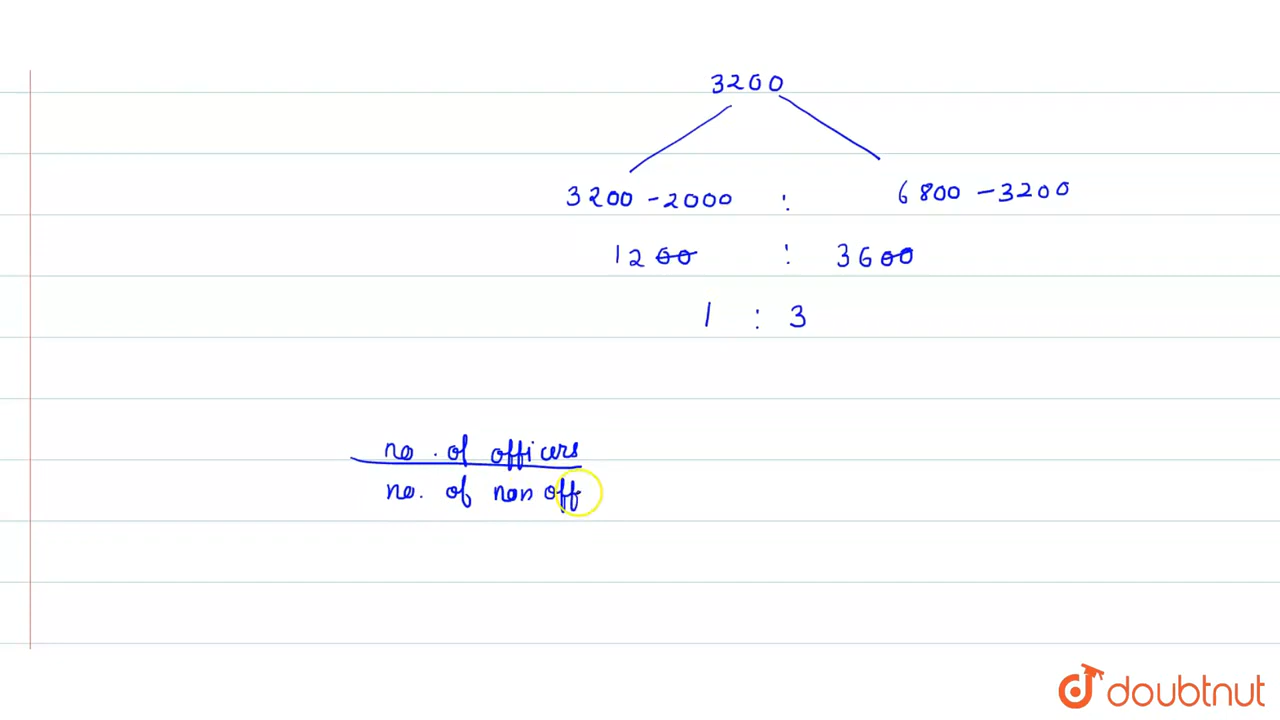 3200
3200 - 2000 : 6800 - 3200
1200 : 3600
1 : 3
no. of officers
no. of non off
doubtnut